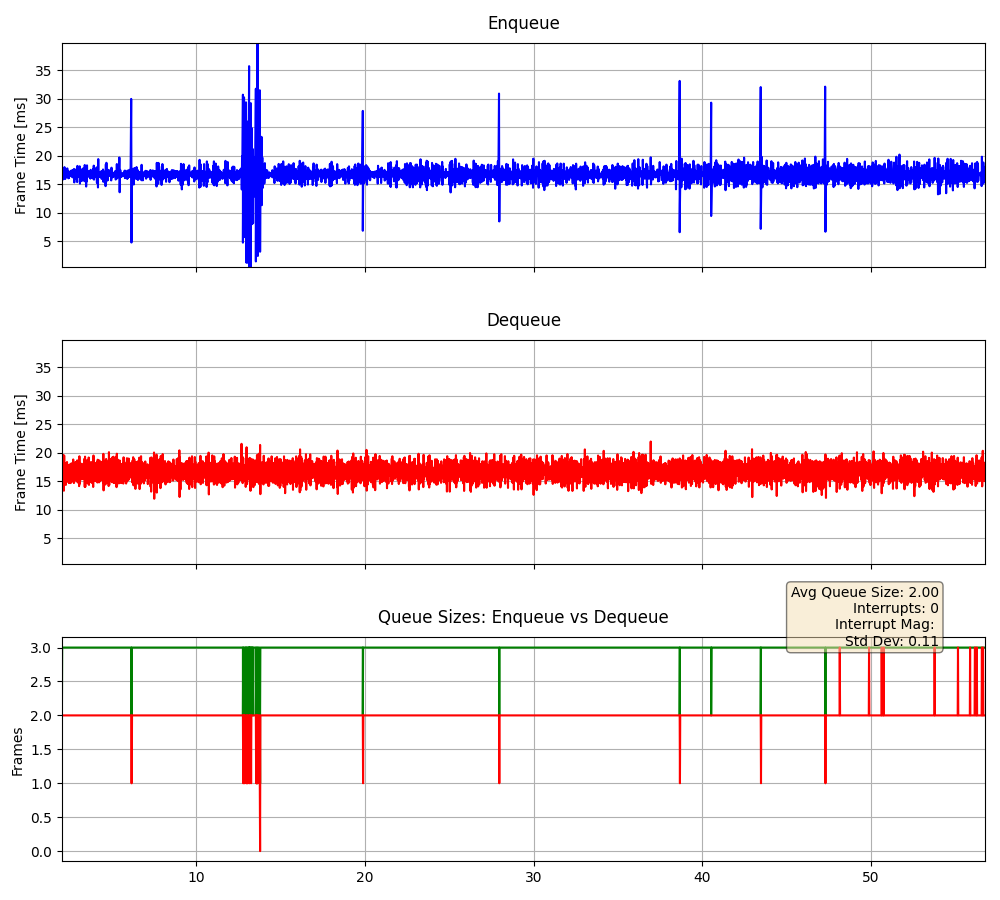 Enqueue
Frame Time [ms]
35
30
25
20
15
10
5
Dequeue
Frame Time [ms]
35
30
25
20
15
10
5
Avg Queue Size: 2.00
Interrupts: 0
Interrupt Mag:
Std Dev: 0.11
Queue Sizes: Enqueue vs Dequeue
Frames
3.0
2.5
2.0
1.5
1.0
0.5
0.0
10 20 30 40 50